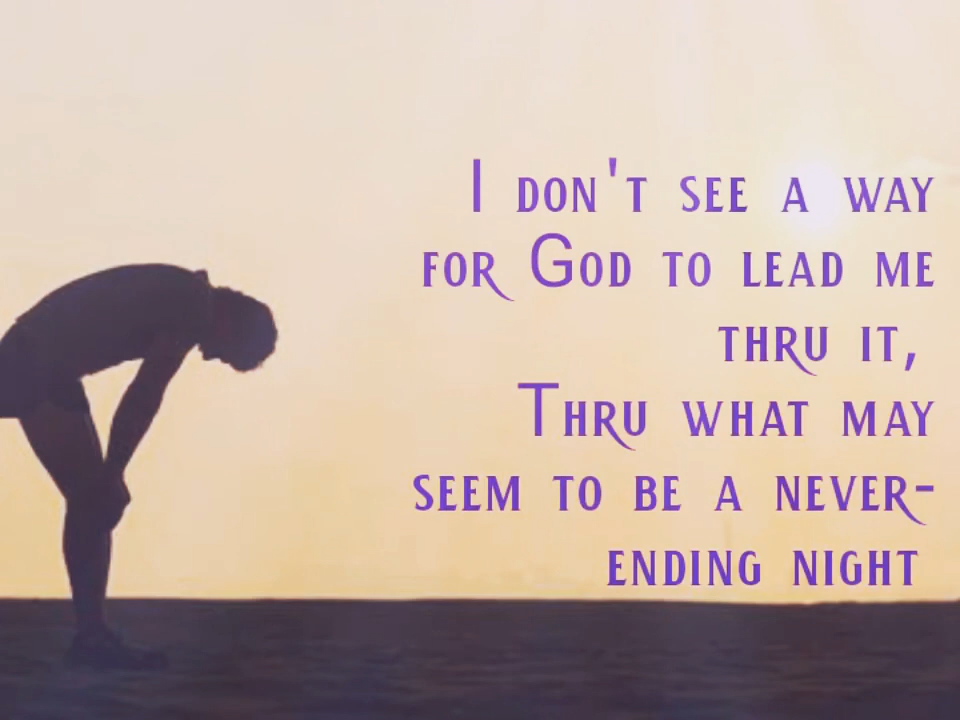 I don't see a way
for God to lead me
thru it,
Thru what may
seem to be a never-
ending night